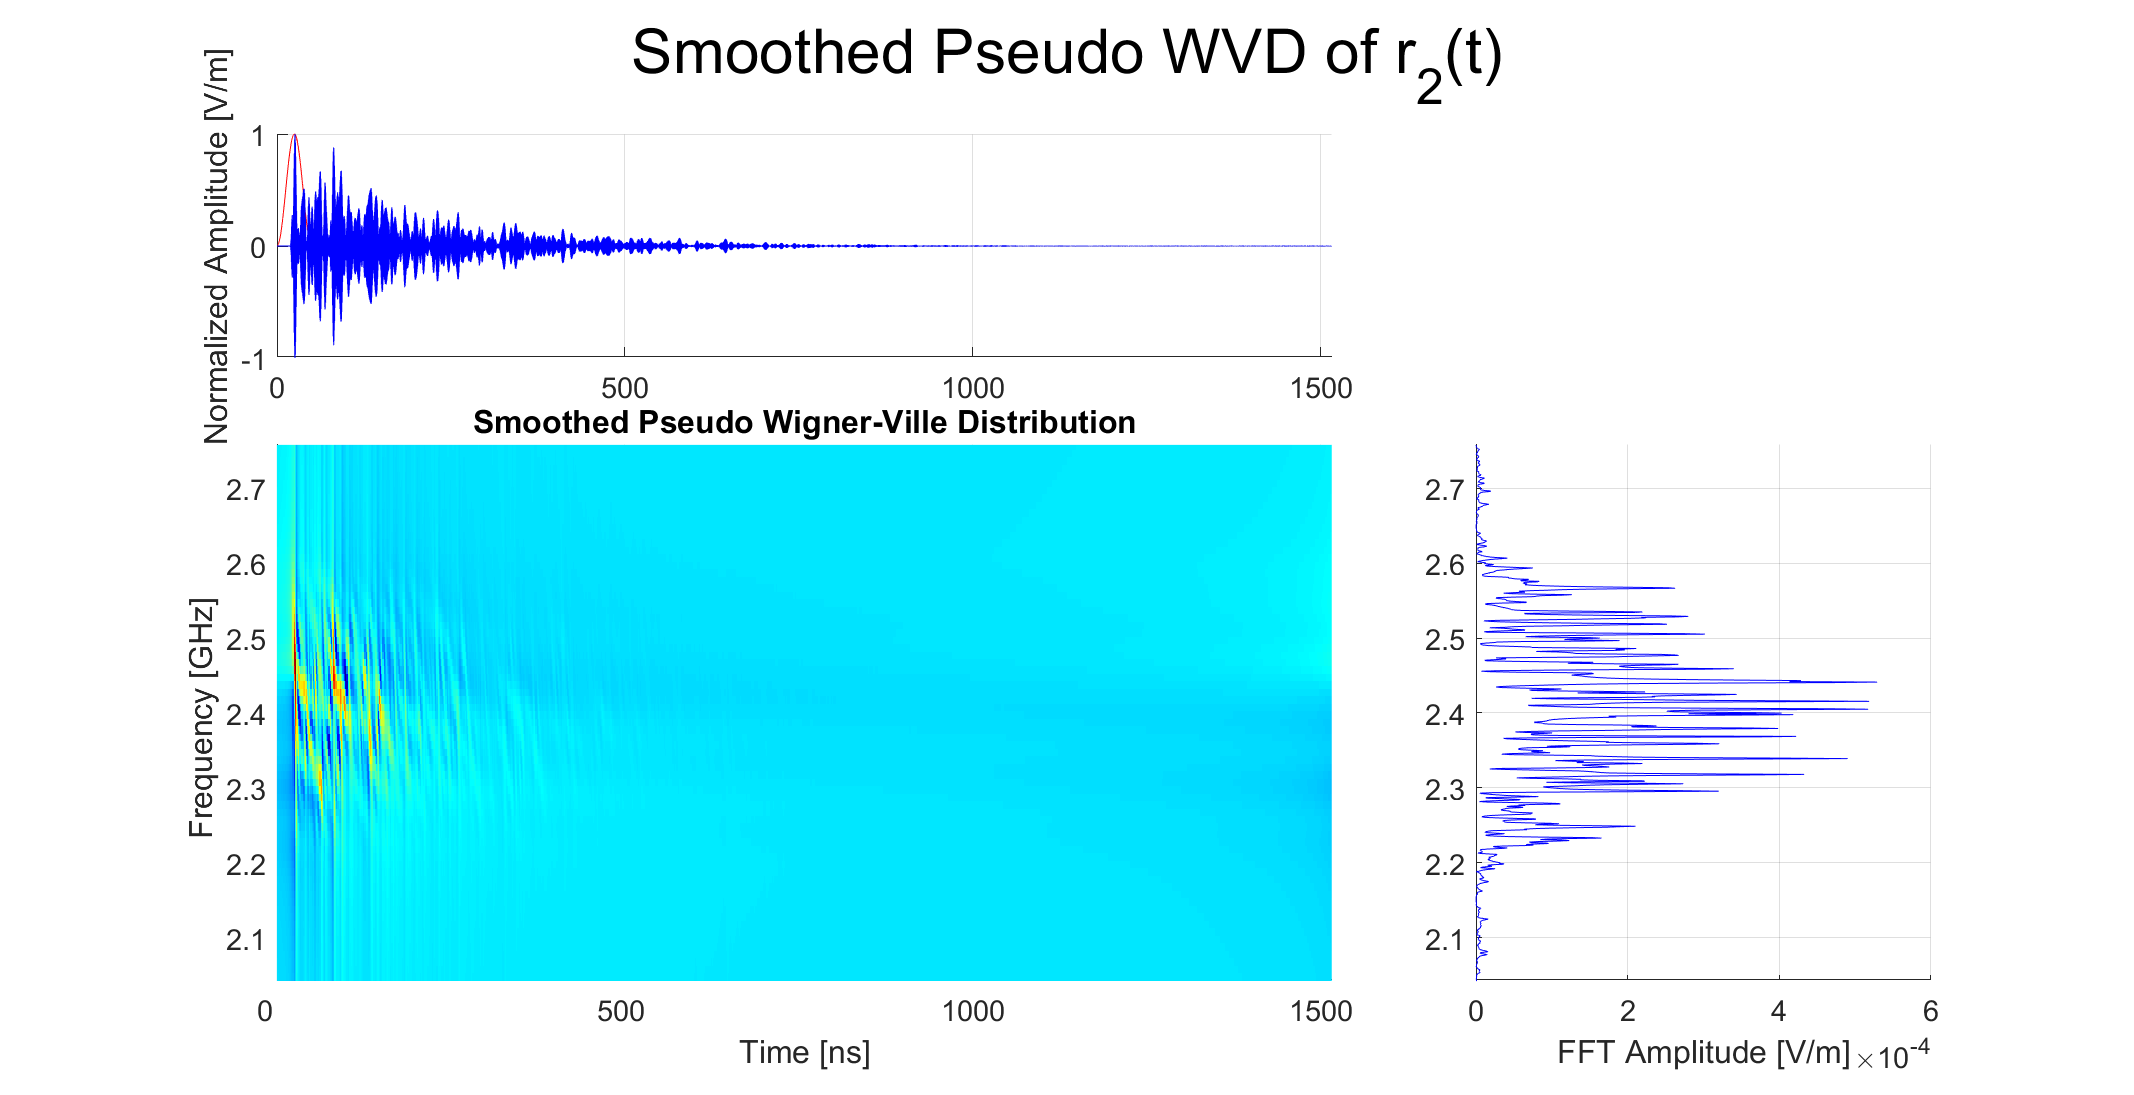 Smoothed Pseudo WVD of r₂(t)
Normalized Amplitude [V/m]
1
0
-1
0 500 1000 1500
Smoothed Pseudo Wigner-Ville Distribution
Frequency [GHz]
2.7
2.6
2.5
2.4
2.3
2.2
2.1
0 500 1000 1500
Time [ns]
2.7
2.6
2.5
2.4
2.3
2.2
2.1
0 2 4 6
FFT Amplitude [V/m] ×10⁻⁴